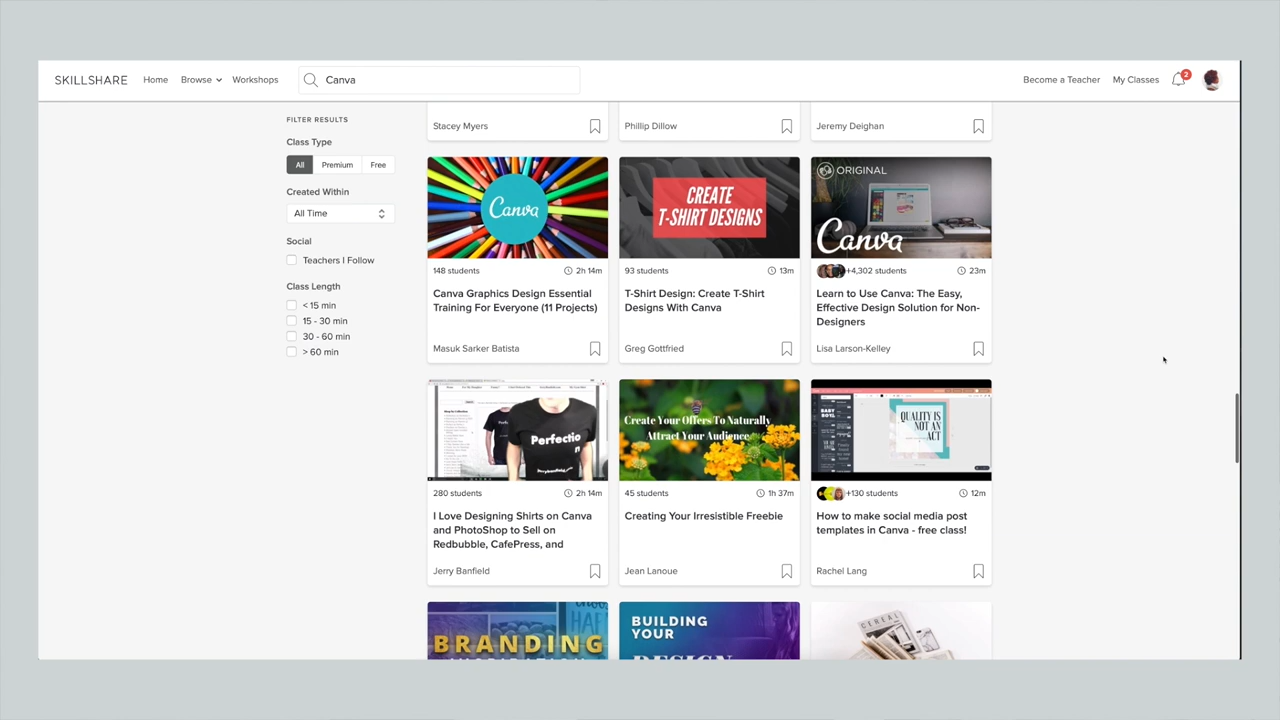 SKILLSHARE
Home
Browse
Workshops
Canva
Become a Teacher
My Classes
2
FILTER RESULTS
Class Type
All
Premium
Free
Created Within
All Time
Social
Teachers I Follow
Class Length
< 15 min
15 - 30 min
30 - 60 min
> 60 min
Stacey Myers
Phillip Dillow
Jeremy Deighan
Canva
148 students
2h 14m
Canva Graphics Design Essential
Training For Everyone (11 Projects)
Masuk Sarker Batista
CREATE
T-SHIRT DESIGNS
93 students
13m
T-Shirt Design: Create T-Shirt
Designs With Canva
Greg Gottfried
ORIGINAL
Canva
+4,302 students
23m
Learn to Use Canva: The Easy,
Effective Design Solution for Non-
Designers
Lisa Larson-Kelley
Perfectio
n
280 students
2h 14m
I Love Designing Shirts on Canva
and PhotoShop to Sell on
Redbubble, CafePress, and
Jerry Banfield
Create Your Offers To Naturally
Attract Your Audience
45 students
1h 37m
Creating Your Irresistible Freebie
Jean Lanoue
QUALITY IS
NOT AN
ACT
+130 students
12m
How to make social media post
templates in Canva - free class!
Rachel Lang
BRANDING
BUILDING
YOUR
DESIGN
CEREAL